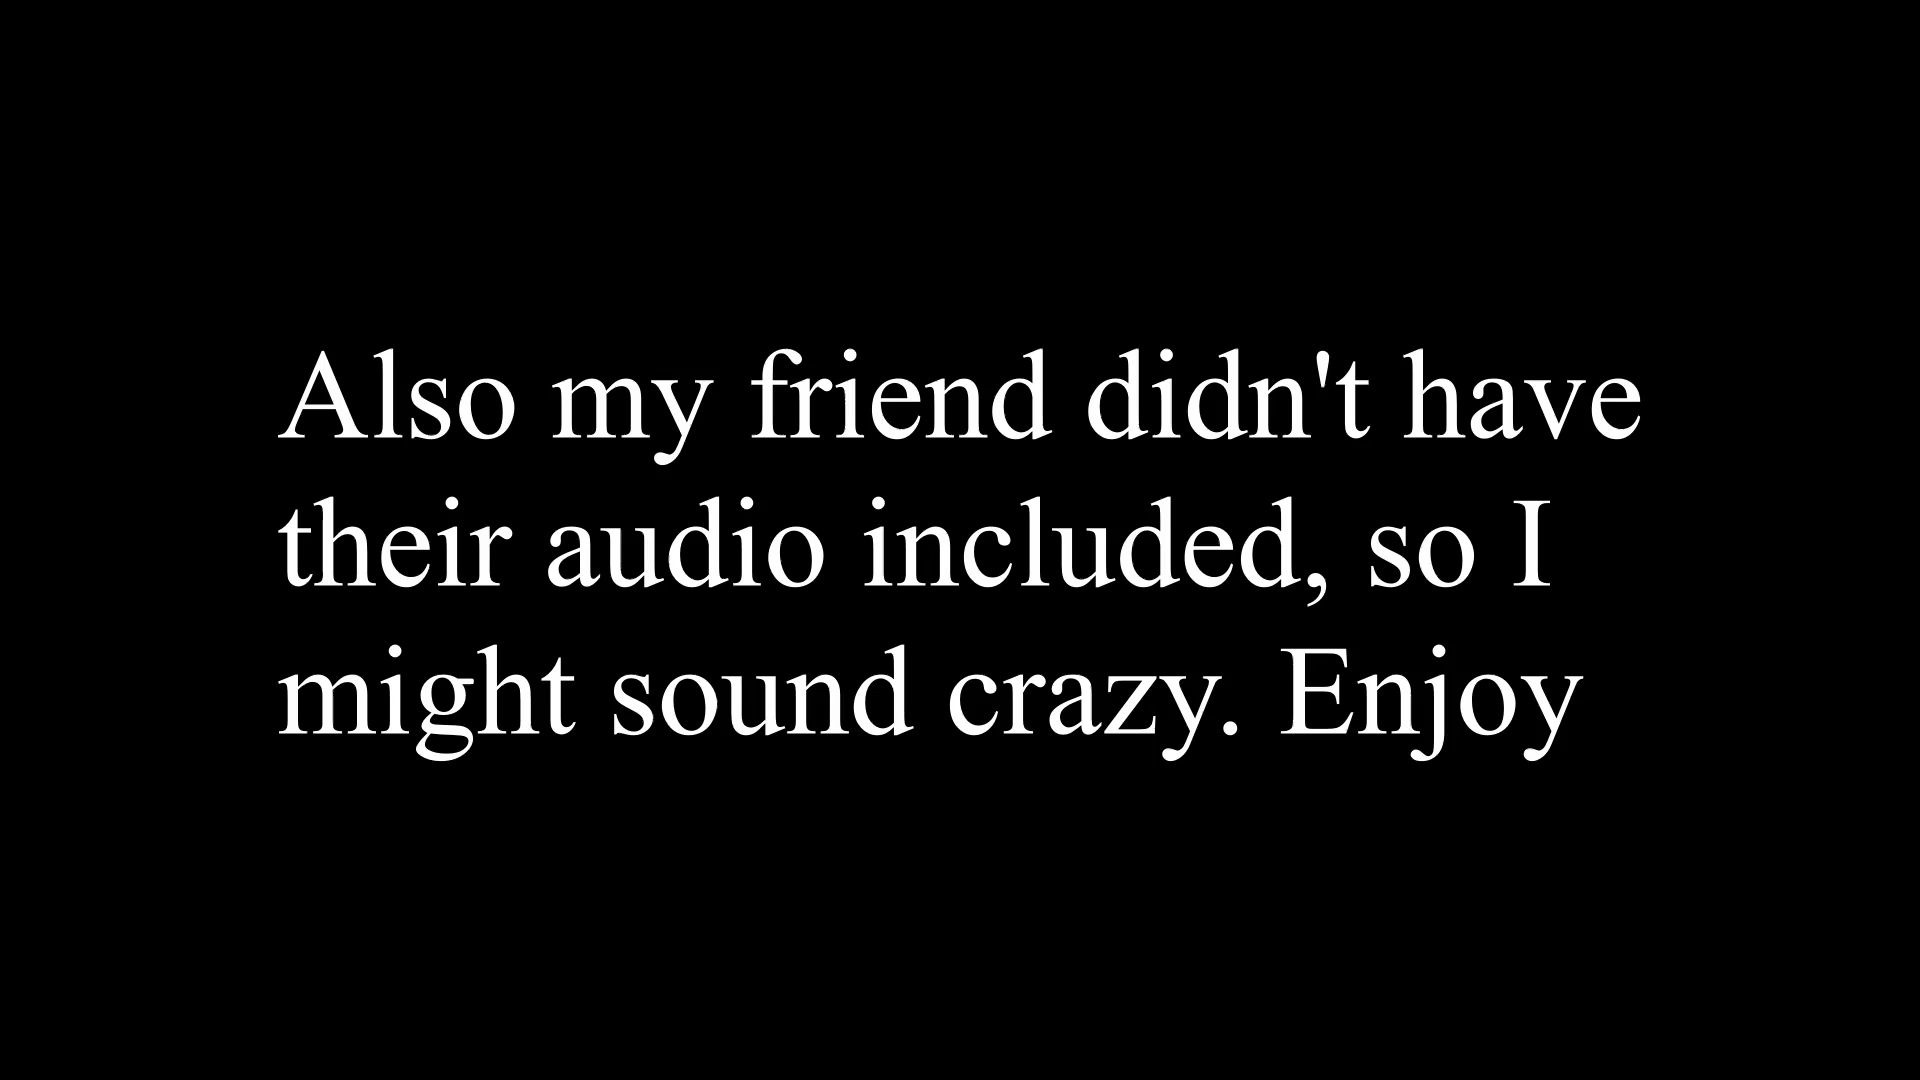 Also my friend didn't have
their audio included, so I
might sound crazy. Enjoy